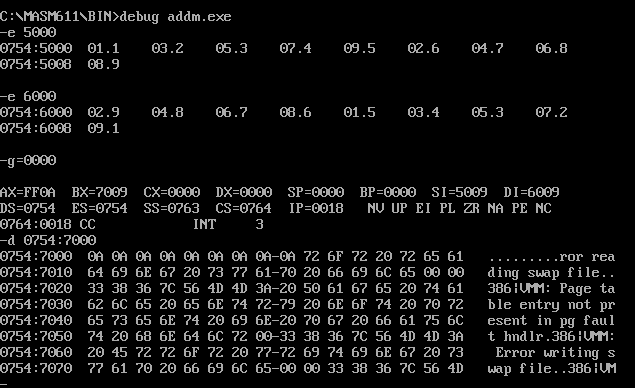 C:\MASM611\BIN>debug addm.exe
-e 5000
0754:5000  01.1    03.2    05.3    07.4    09.5    02.6    04.7    06.8
0754:5008  08.9
-e 6000
0754:6000  02.9    04.8    06.7    08.6    01.5    03.4    05.3    07.2
0754:6008  09.1
-g=0000
AX=FF0A  BX=7009  CX=0000  DX=0000  SP=0000  BP=0000  SI=5009  DI=6009
DS=0754  ES=0754  SS=0763  CS=0764  IP=0018   NV UP EI PL ZR NA PE NC
0764:0018 CC            INT     3
-d 0754:7000
0754:7000  0A 0A 0A 0A 0A 0A 0A 0A-0A 72 6F 72 20 72 65 61   .........ror rea
0754:7010  64 69 6E 67 20 73 77 61-70 20 66 69 6C 65 00 00   ding swap file..
0754:7020  33 38 36 7C 56 4D 4D 3A-20 50 61 67 65 20 74 61   386|VMM: Page ta
0754:7030  62 6C 65 20 65 6E 74 72-79 20 6E 6F 74 20 70 72   ble entry not pr
0754:7040  65 73 65 6E 74 20 69 6E-20 70 67 20 66 61 75 6C   esent in pg faul
0754:7050  74 20 68 6E 64 6C 72 00-33 38 36 7C 56 4D 4D 3A   t hndlr.386|VMM:
0754:7060  20 45 72 72 6F 72 20 77-72 69 74 69 6E 67 20 73    Error writing s
0754:7070  77 61 70 20 66 69 6C 65-00 00 33 38 36 7C 56 4D   wap file..386|VM
-